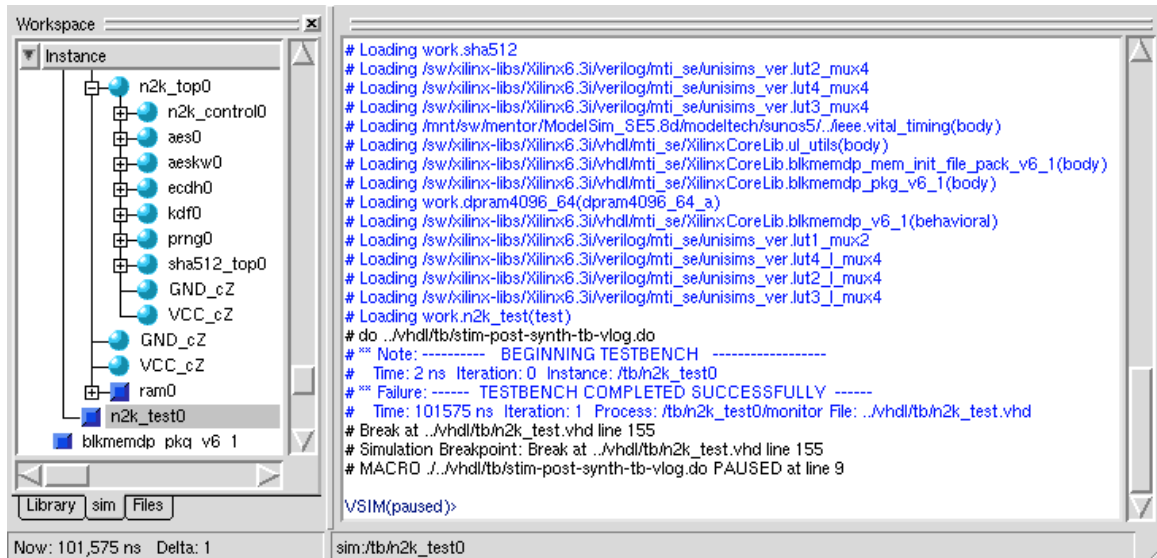 Workspace
Instance
n2k_top0
n2k_control0
aes0
aeskw0
ecdh0
kdf0
prng0
sha512_top0
GND_cZ
VCC_cZ
GND_cZ
VCC_cZ
ram0
n2k_test0
blkmemdp_pkg_v6_1
Library sim Files
# Loading work.sha512
# Loading /sw/xilinx-libs/Xilinx6.3i/verilog/mti_se/unisims_ver.lut2_mux4
# Loading /sw/xilinx-libs/Xilinx6.3i/verilog/mti_se/unisims_ver.lut4_mux4
# Loading /sw/xilinx-libs/Xilinx6.3i/verilog/mti_se/unisims_ver.lut3_mux4
# Loading /mnt/sw/mentor/ModelSim_SE5.8d/modeltech/sunos5/../ieee.vital_timing(body)
# Loading /sw/xilinx-libs/Xilinx6.3i/vhdl/mti_se/XilinxCoreLib.ul_utils(body)
# Loading /sw/xilinx-libs/Xilinx6.3i/vhdl/mti_se/XilinxCoreLib.blkmemdp_mem_init_file_pack_v6_1(body)
# Loading /sw/xilinx-libs/Xilinx6.3i/vhdl/mti_se/XilinxCoreLib.blkmemdp_pkg_v6_1(body)
# Loading work.dpram4096_64(dpram4096_64_a)
# Loading /sw/xilinx-libs/Xilinx6.3i/vhdl/mti_se/XilinxCoreLib.blkmemdp_v6_1(behavioral)
# Loading /sw/xilinx-libs/Xilinx6.3i/verilog/mti_se/unisims_ver.lut1_mux2
# Loading /sw/xilinx-libs/Xilinx6.3i/verilog/mti_se/unisims_ver.lut4_l_mux4
# Loading /sw/xilinx-libs/Xilinx6.3i/verilog/mti_se/unisims_ver.lut2_l_mux4
# Loading /sw/xilinx-libs/Xilinx6.3i/verilog/mti_se/unisims_ver.lut3_l_mux4
# Loading work.n2k_test(test)
# do ../vhdl/tb/stim-post-synth-tb-vlog.do
# ** Note: ---------- BEGINNING TESTBENCH ------------------
# Time: 2 ns Iteration: 0 Instance: /tb/n2k_test0
# ** Failure: ------ TESTBENCH COMPLETED SUCCESSFULLY ------
# Time: 101575 ns Iteration: 1 Process: /tb/n2k_test0/monitor File: ../vhdl/tb/n2k_test.vhd
# Break at ../vhdl/tb/n2k_test.vhd line 155
# Simulation Breakpoint: Break at ../vhdl/tb/n2k_test.vhd line 155
# MACRO ./../vhdl/tb/stim-post-synth-tb-vlog.do PAUSED at line 9
VSIM(paused)>
Now: 101,575 ns Delta: 1
sim:/tb/n2k_test0